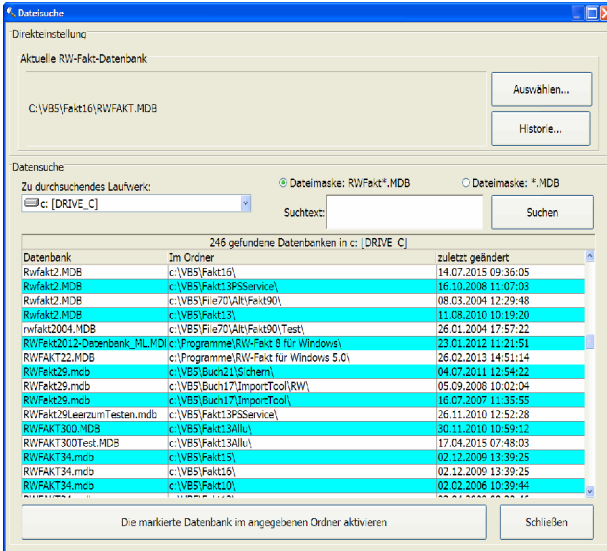 Dateisuche
Direkteinstellung
Aktuelle RW-Fakt-Datenbank
C:\VB5\Fakt16\RWFAKT.MDB
Auswählen...
Historie...
Datensuche
Zu durchsuchendes Laufwerk:
Dateimaske: RWFakt*.MDB
Dateimaske: *.MDB
c: [DRIVE_C]
Suchtext:
Suchen
246 gefundene Datenbanken in c: [DRIVE C]
Datenbank Im Ordner zuletzt geändert
Rwfakt2.MDB c:\VB5\Fakt16\ 14.07.2015 09:36:05
Rwfakt2.MDB c:\VB5\Fakt13PSService\ 16.10.2008 11:07:03
Rwfakt2.MDB c:\VB5\File70\Alt\Fakt90\ 08.03.2004 12:29:48
Rwfakt2.MDB c:\VB5\Fakt13\ 11.08.2010 10:19:20
rwfakt2004.MDB c:\VB5\File70\Alt\Fakt90\Test\ 26.01.2004 17:57:22
RWFakt2012-Datenbank_ML.MDI c:\Programme\RW-Fakt 8 für Windows\ 23.01.2012 11:21:51
RWFAKT22.MDB c:\Programme\RW-Fakt für Windows 5.0\ 26.02.2013 14:51:14
RWFakt29.mdb c:\VB5\Buch21\Sichern\ 04.07.2011 12:54:22
RWFakt29.mdb c:\VB5\Buch17\ImportTool\RW\ 05.09.2008 10:02:04
RWFakt29.mdb c:\VB5\Buch17\ImportTool\ 16.07.2007 11:35:55
RWFakt29LeerzumTesten.mdb c:\VB5\Fakt13PSService\ 26.11.2010 12:52:28
RWFAKT300.MDB c:\VB5\Fakt13Allu\ 30.11.2010 10:59:12
RWFAKT300Test.MDB c:\VB5\Fakt13Allu\ 17.04.2015 07:48:03
RWFAKT34.mdb c:\VB5\Fakt15\ 02.12.2009 13:39:25
RWFAKT34.mdb c:\VB5\Fakt16\ 02.12.2009 13:39:25
RWFAKT34.mdb c:\VB5\Fakt10\ 02.02.2006 10:39:44
Die markierte Datenbank im angegebenen Ordner aktivieren
Schließen